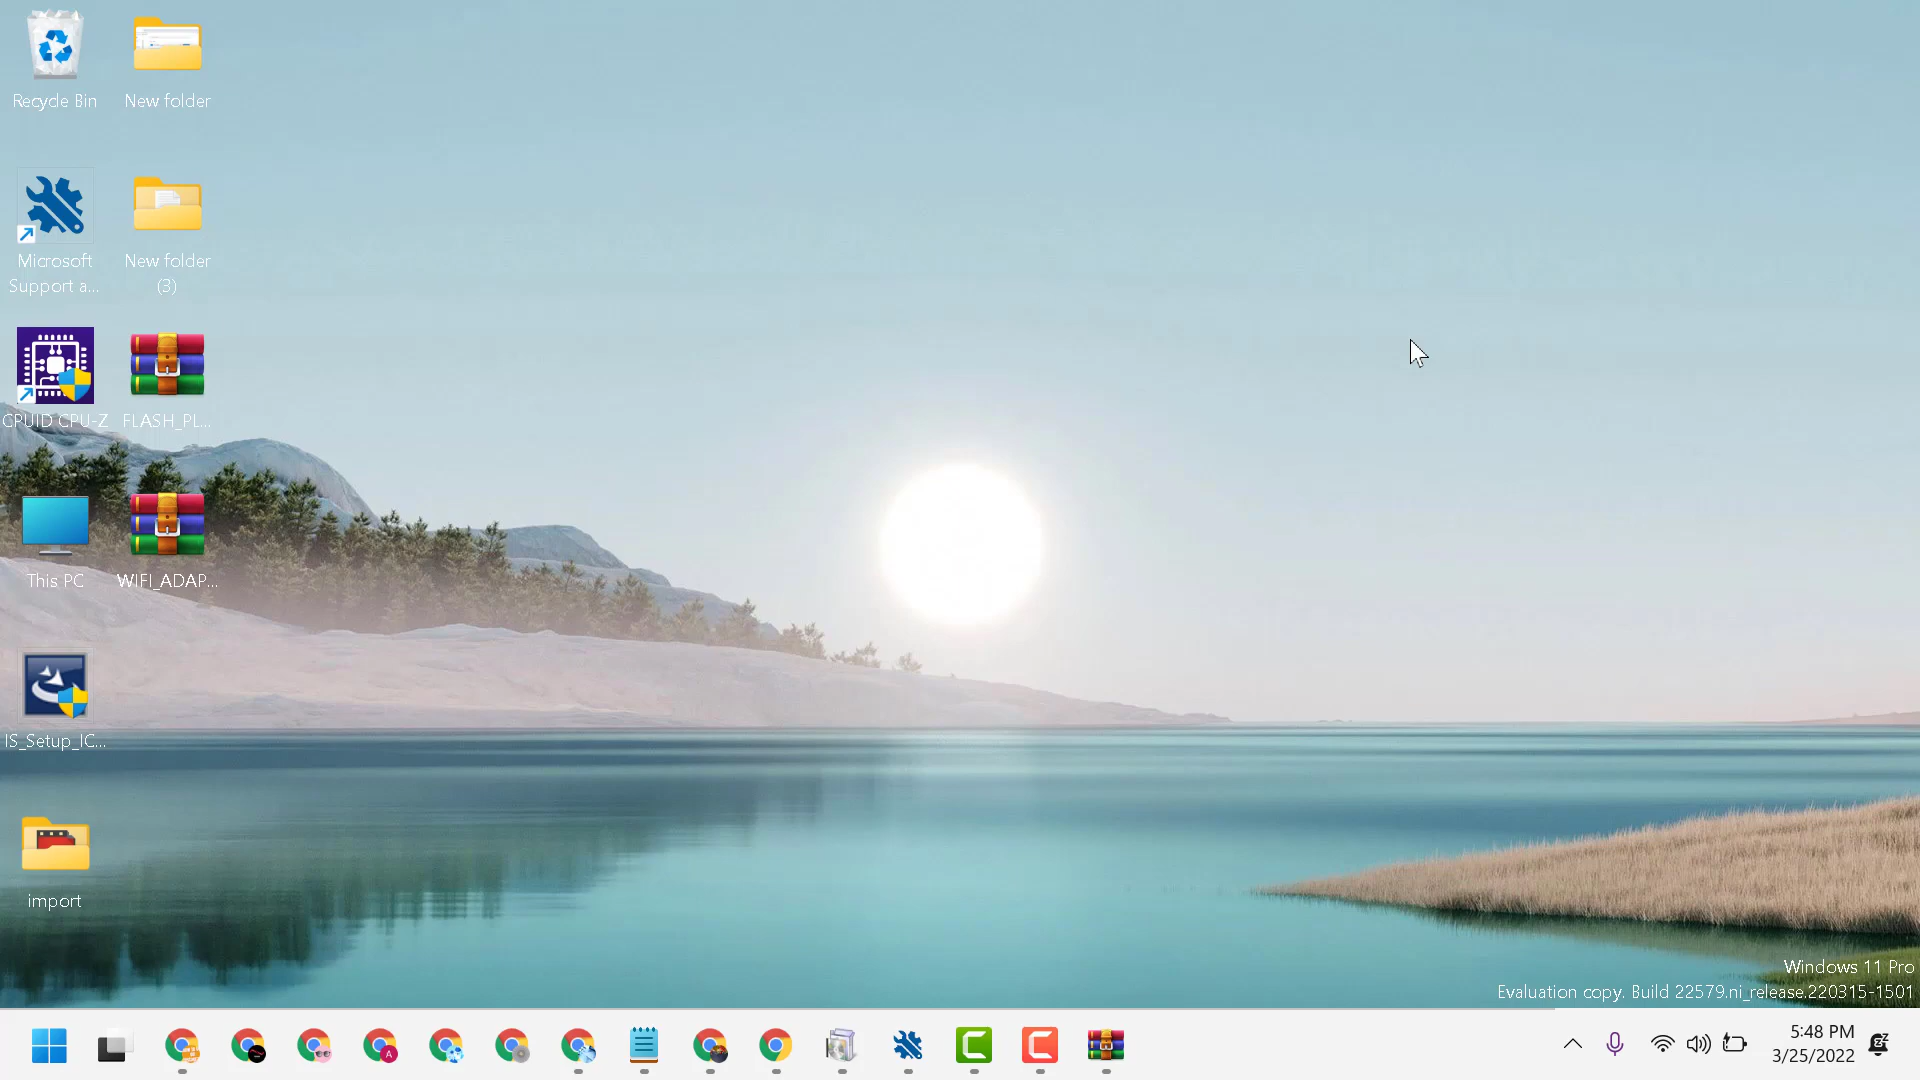 Recycle Bin
New folder
Microsoft
Support a...
New folder
(3)
CPUID CPU-Z
FLASH_PL...
This PC
WIFI_ADAP...
IS_Setup_IC...
import
Windows 11 Pro
Evaluation copy. Build 22579.ni_release.220315-1501
A
5:48 PM
3/25/2022